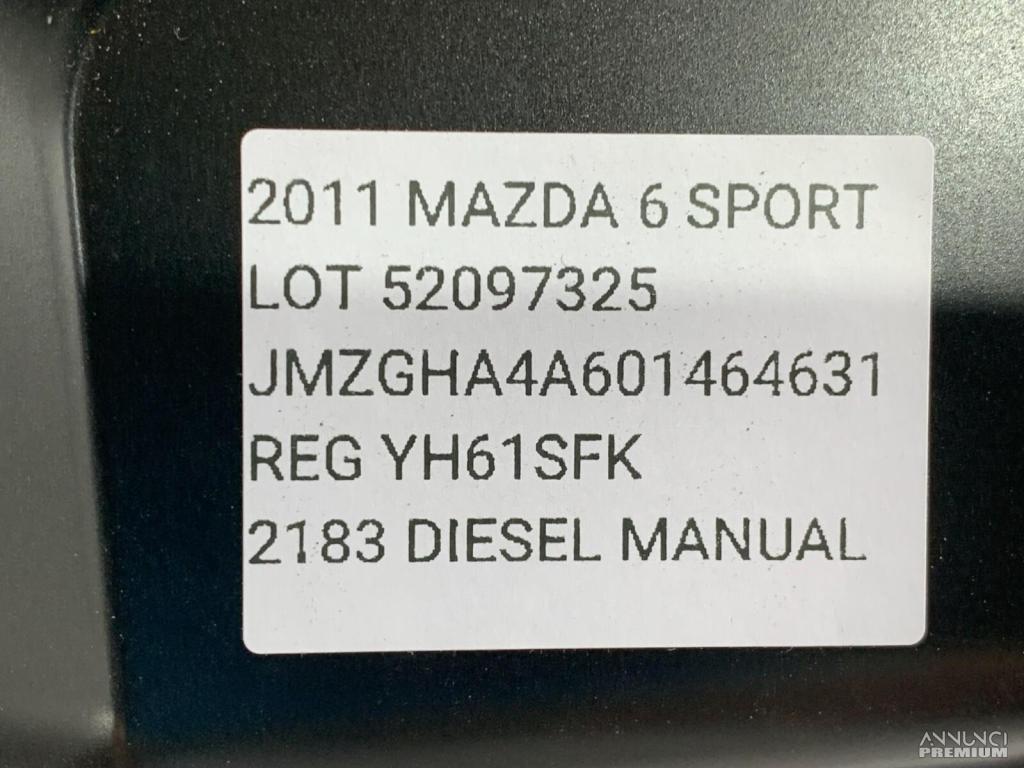 2011 MAZDA 6 SPORT
LOT 52097325
JMZGHA4A601464631
REG YH61SFK
2183 DIESEL MANUAL
ANNUNCI
PREMIUM